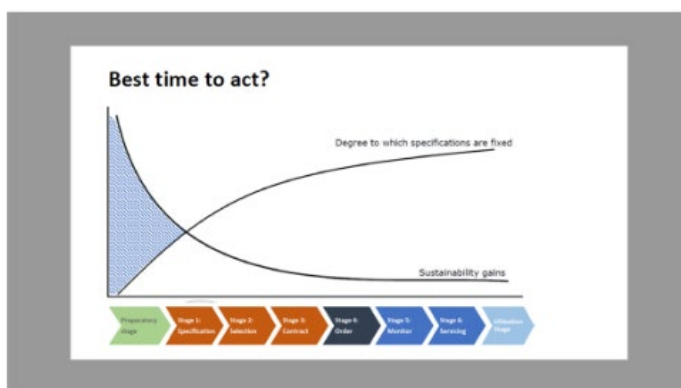 Best time to act?
Degree to which specifications are fixed
Sustainability gains
Preparatory
stage
Stage 1:
Specification
Stage 2:
Selection
Stage 3:
Contract
Stage 4:
Order
Stage 5:
Monitor
Stage 6:
Servicing
Utilisation
Stage